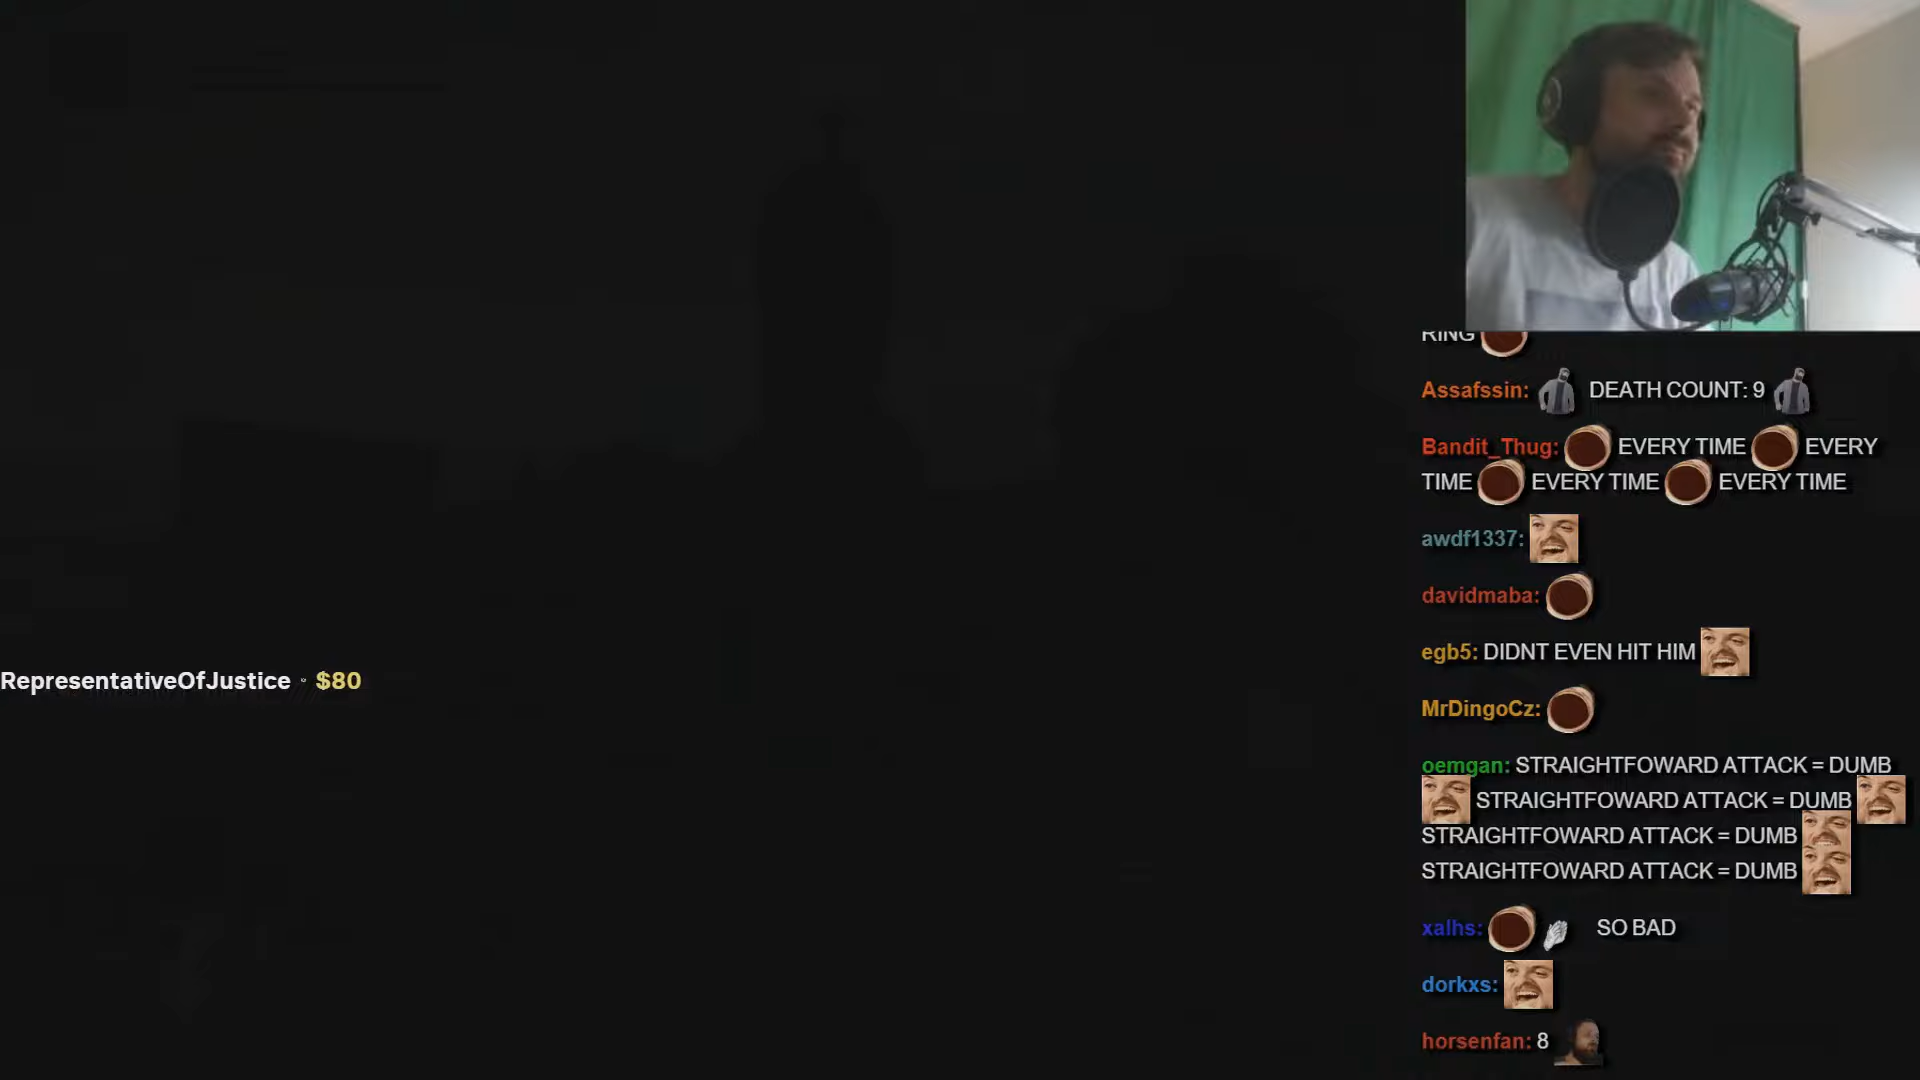 RING
Assafssin: DEATH COUNT: 9
Bandit_Thug: EVERY TIME EVERY
TIME EVERY TIME EVERY TIME
awdf1337:
davidmaba:
egb5: DIDNT EVEN HIT HIM
RepresentativeOfJustice · $80
MrDingoCz:
oemgan: STRAIGHTFOWARD ATTACK = DUMB
STRAIGHTFOWARD ATTACK = DUMB
STRAIGHTFOWARD ATTACK = DUMB
STRAIGHTFOWARD ATTACK = DUMB
xalhs: SO BAD
dorkxs:
horsenfan: 8